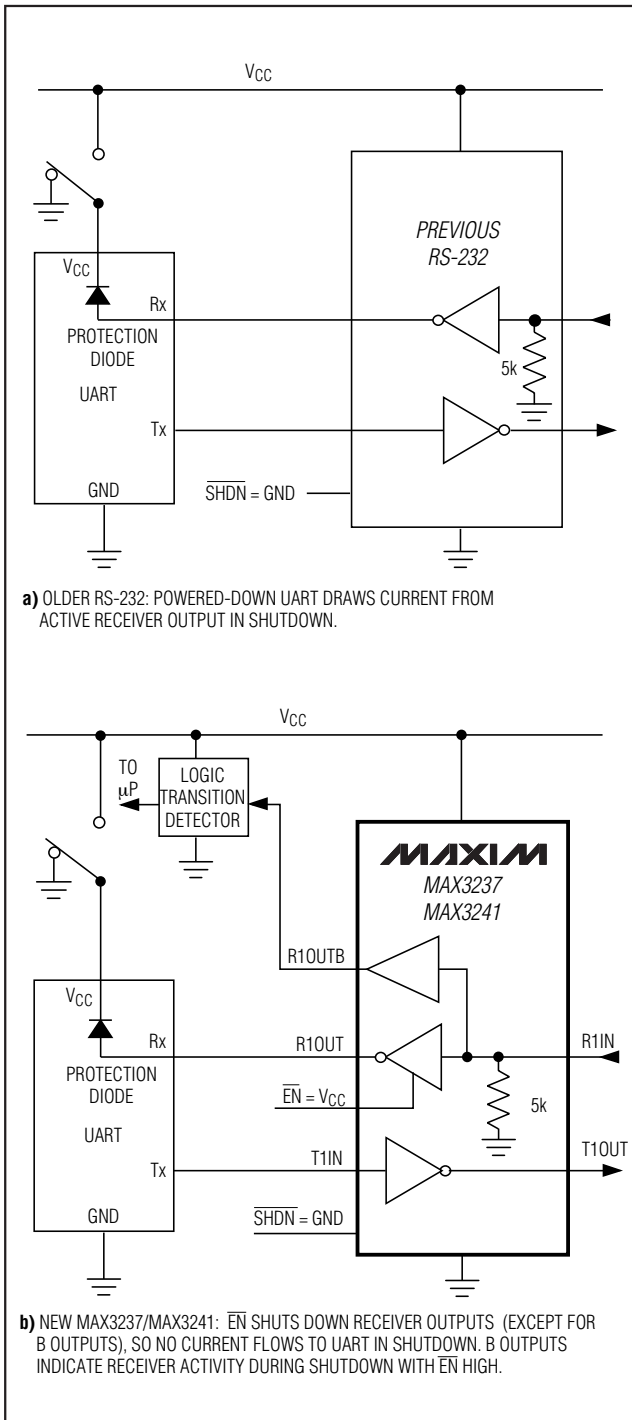 VCC
PREVIOUS
RS-232
VCC
Rx
PROTECTION
DIODE
5k
UART
Tx
GND
SHDN = GND
a) OLDER RS-232: POWERED-DOWN UART DRAWS CURRENT FROM
ACTIVE RECEIVER OUTPUT IN SHUTDOWN.
VCC
TO
μP
LOGIC
TRANSITION
DETECTOR
MAXIM
MAX3237
MAX3241
R1OUTB
VCC
Rx
R1OUT
R1IN
PROTECTION
DIODE
EN = VCC
5k
UART
Tx
T1IN
T1OUT
GND
SHDN = GND
b) NEW MAX3237/MAX3241: EN SHUTS DOWN RECEIVER OUTPUTS (EXCEPT FOR
B OUTPUTS), SO NO CURRENT FLOWS TO UART IN SHUTDOWN. B OUTPUTS
INDICATE RECEIVER ACTIVITY DURING SHUTDOWN WITH EN HIGH.